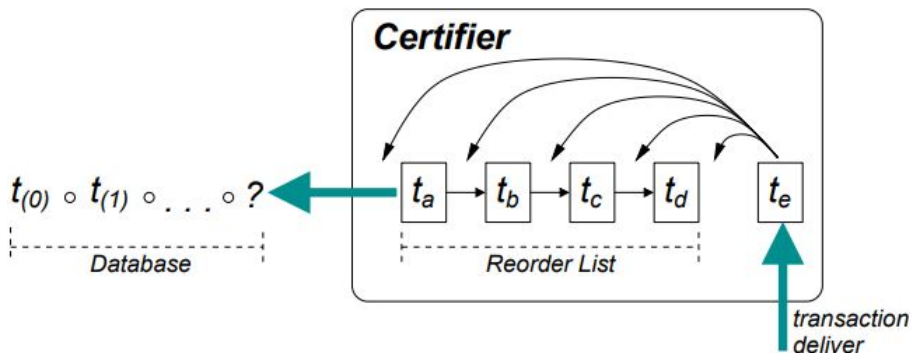 Certifier
t(0) ∘ t(1) ∘ . . . ∘ ?
ta tb tc td te
Database
Reorder List
transaction
deliver